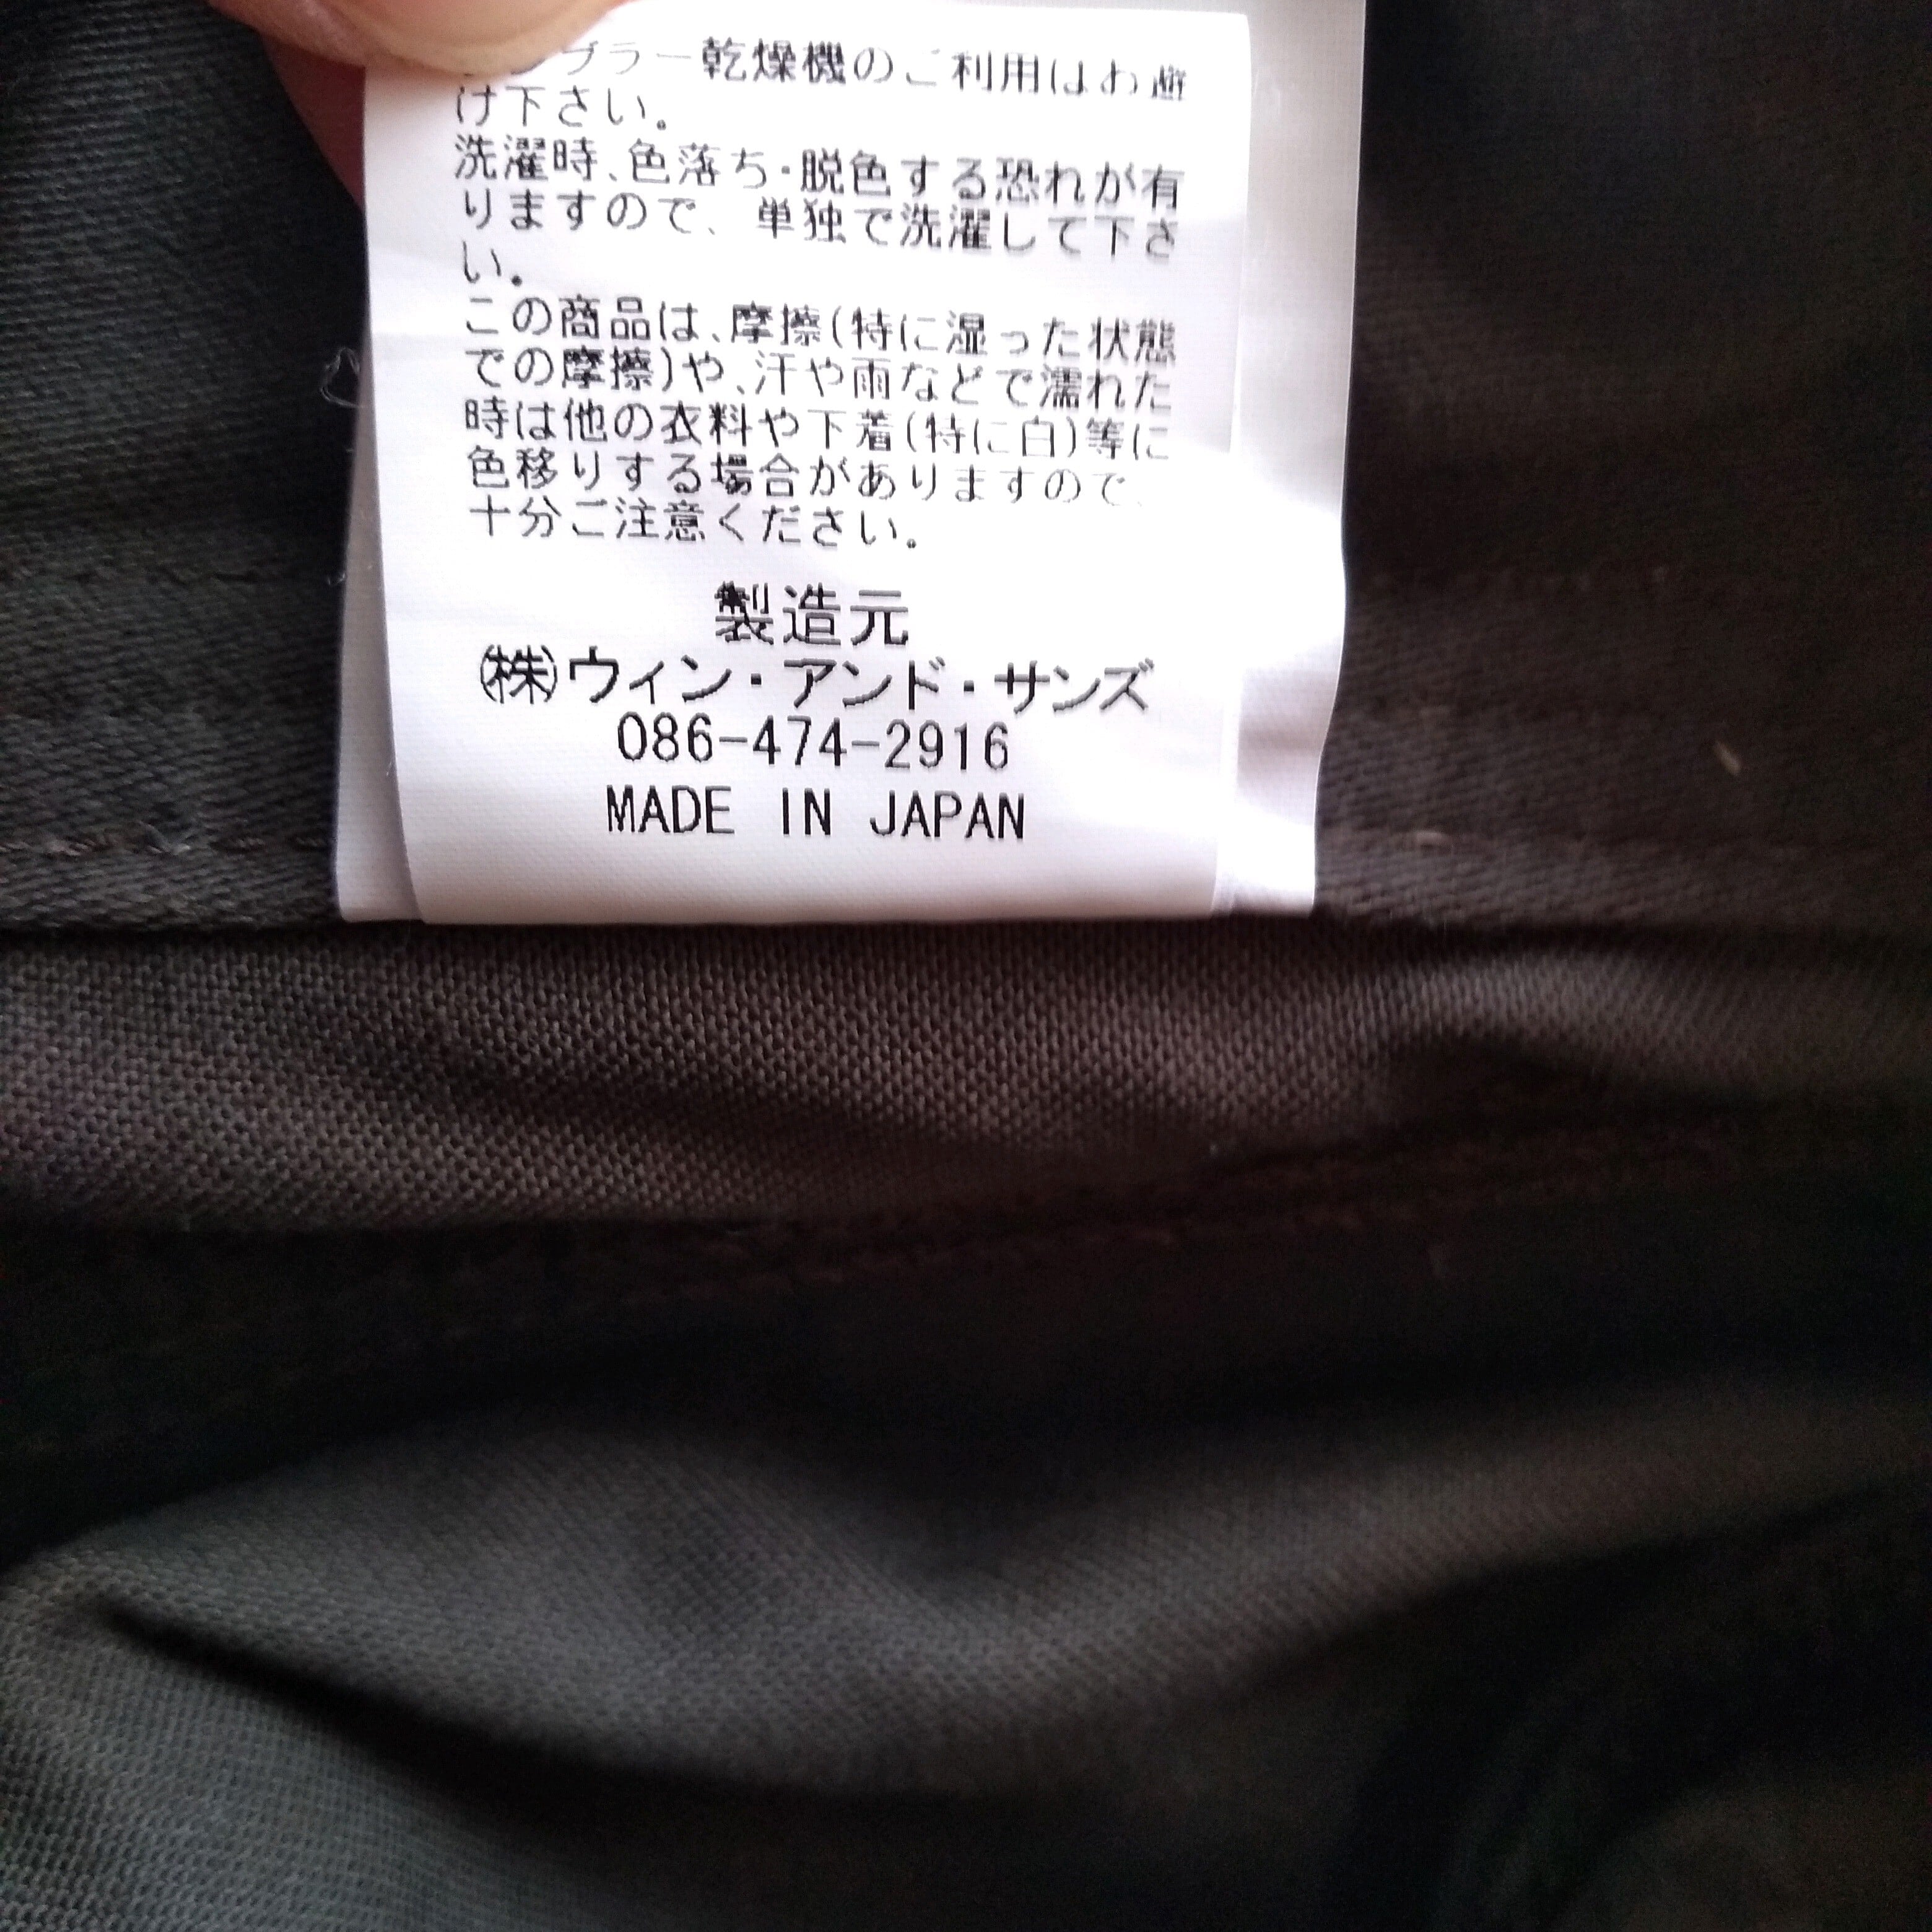 ブラー乾燥機のご利用はお避
け下さい。
洗濯時、色落ち・脱色する恐れが有
りますので、単独で洗濯して下さ
い。
この商品は、摩擦(特に湿った状態
での摩擦)や、汗や雨などで濡れた
時は他の衣料や下着(特に白)等に
色移りする場合がありますので、
十分ご注意ください。
製造元
㈱ウィン・アンド・サンズ
086-474-2916
MADE IN JAPAN